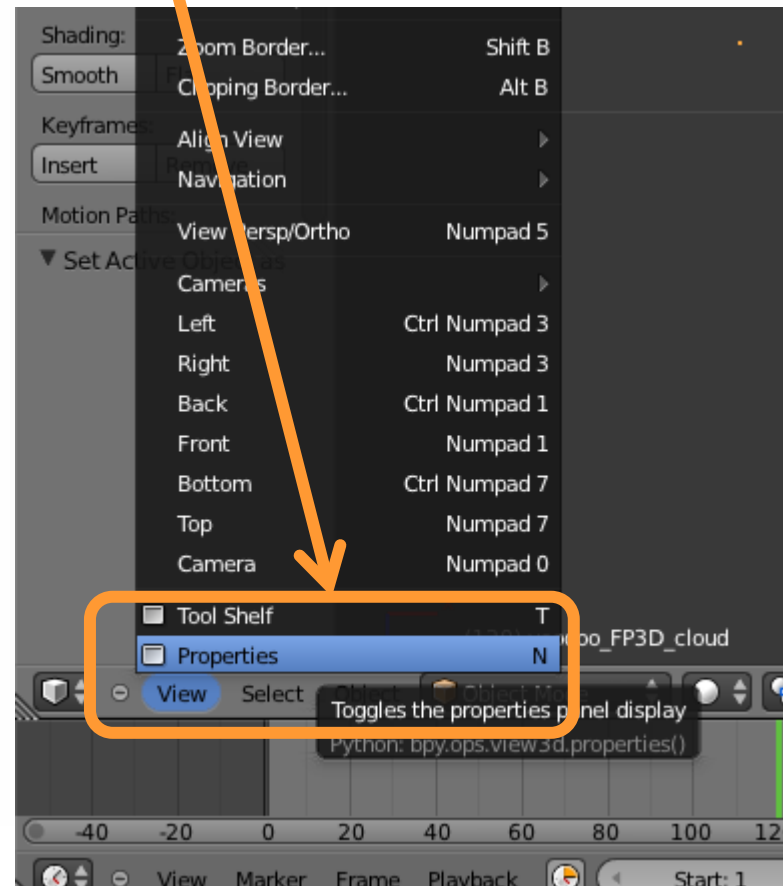 Shading:
Smooth
Keyframes:
Insert
Motion Paths:
Set Active Object as
Zoom Border... Shift B
Clipping Border... Alt B
Align View
Navigation
View Persp/Ortho Numpad 5
Cameras
Left Ctrl Numpad 3
Right Numpad 3
Back Ctrl Numpad 1
Front Numpad 1
Bottom Ctrl Numpad 7
Top Numpad 7
Camera Numpad 0
Tool Shelf T
Properties N
_FP3D_cloud
View Select Object Object Mode
Toggles the properties panel display
Python: bpy.ops.view3d.properties()
-40 -20 0 20 40 60 80 100
View Marker Frame Playback Start: 1